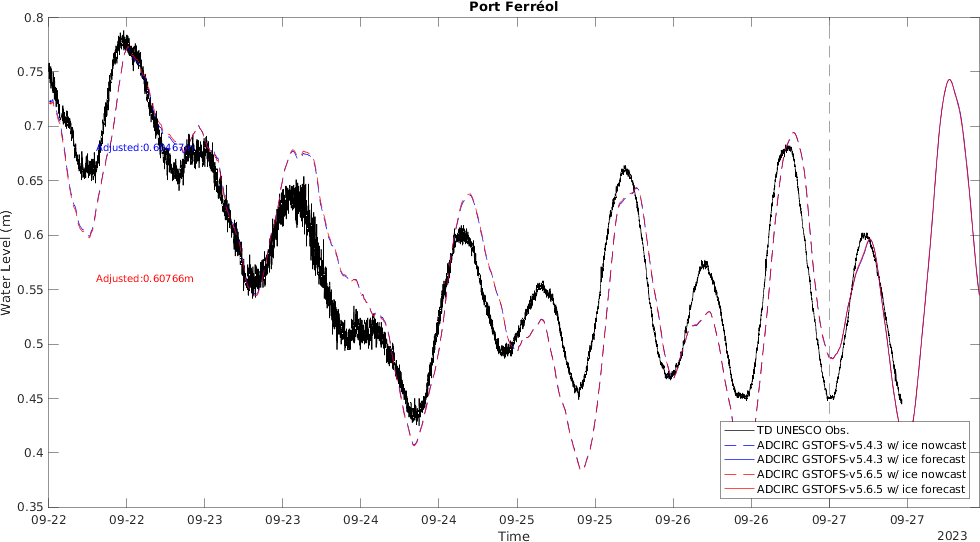 Port Ferréol
Water Level (m)
0.8
0.75
0.7
0.65
0.6
0.55
0.5
0.45
0.4
0.35
Adjusted:0.60766m
TD UNESCO Obs.
ADCIRC GSTOFS-v5.4.3 w/ ice nowcast
ADCIRC GSTOFS-v5.4.3 w/ ice forecast
ADCIRC GSTOFS-v5.6.5 w/ ice nowcast
ADCIRC GSTOFS-v5.6.5 w/ ice forecast
09-22 09-22 09-23 09-23 09-24 09-24 09-25 09-25 09-26 09-26 09-27 09-27
Time
2023